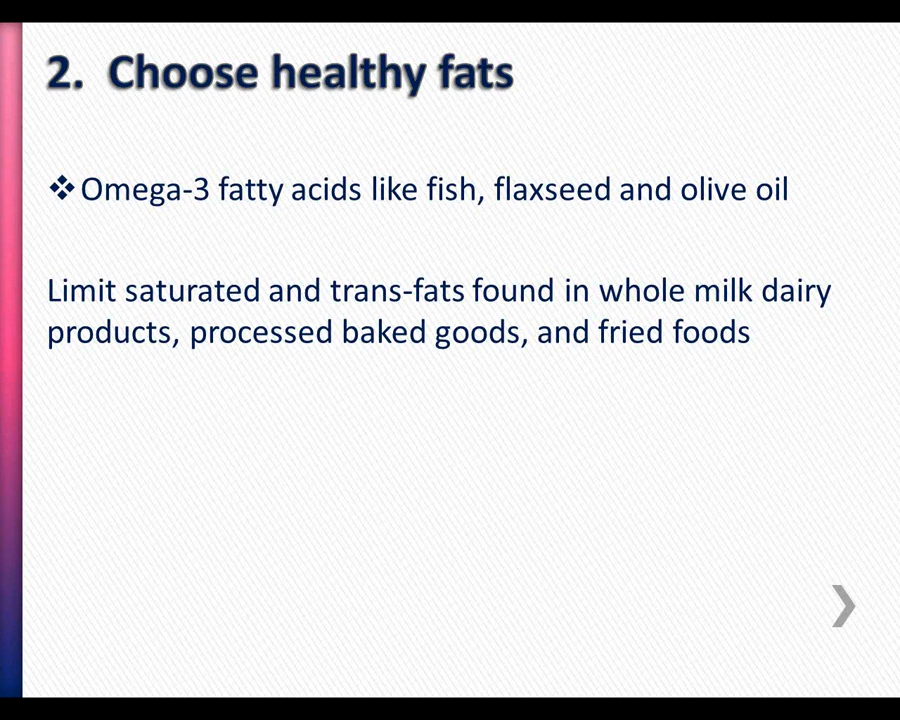 2. Choose healthy fats
❖Omega-3 fatty acids like fish, flaxseed and olive oil
Limit saturated and trans-fats found in whole milk dairy
products, processed baked goods, and fried foods